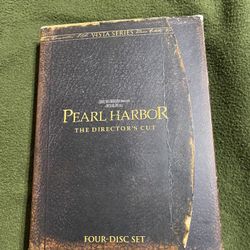 VISTA SERIES
PEARL HARBOR
THE DIRECTOR'S CUT
FOUR-DISC SET